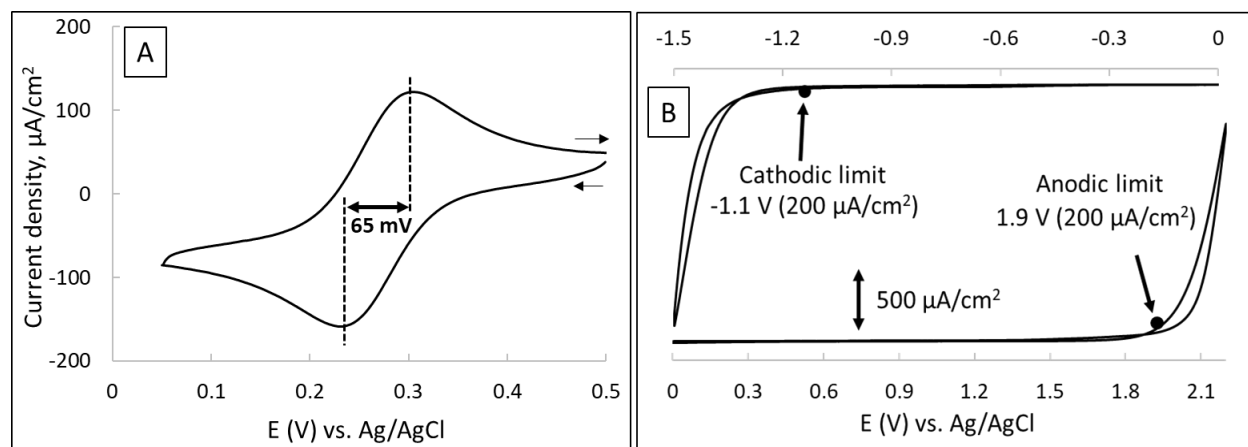 A
Current density, µA/cm²
200
100
0
-100
-200
65 mV
0
0.1
0.2
0.3
0.4
0.5
E (V) vs. Ag/AgCl
B
-1.5
-1.2
-0.9
-0.6
-0.3
0
Cathodic limit
-1.1 V (200 µA/cm²)
Anodic limit
1.9 V (200 µA/cm²)
500 µA/cm²
0
0.3
0.6
0.9
1.2
1.5
1.8
2.1
E (V) vs. Ag/AgCl